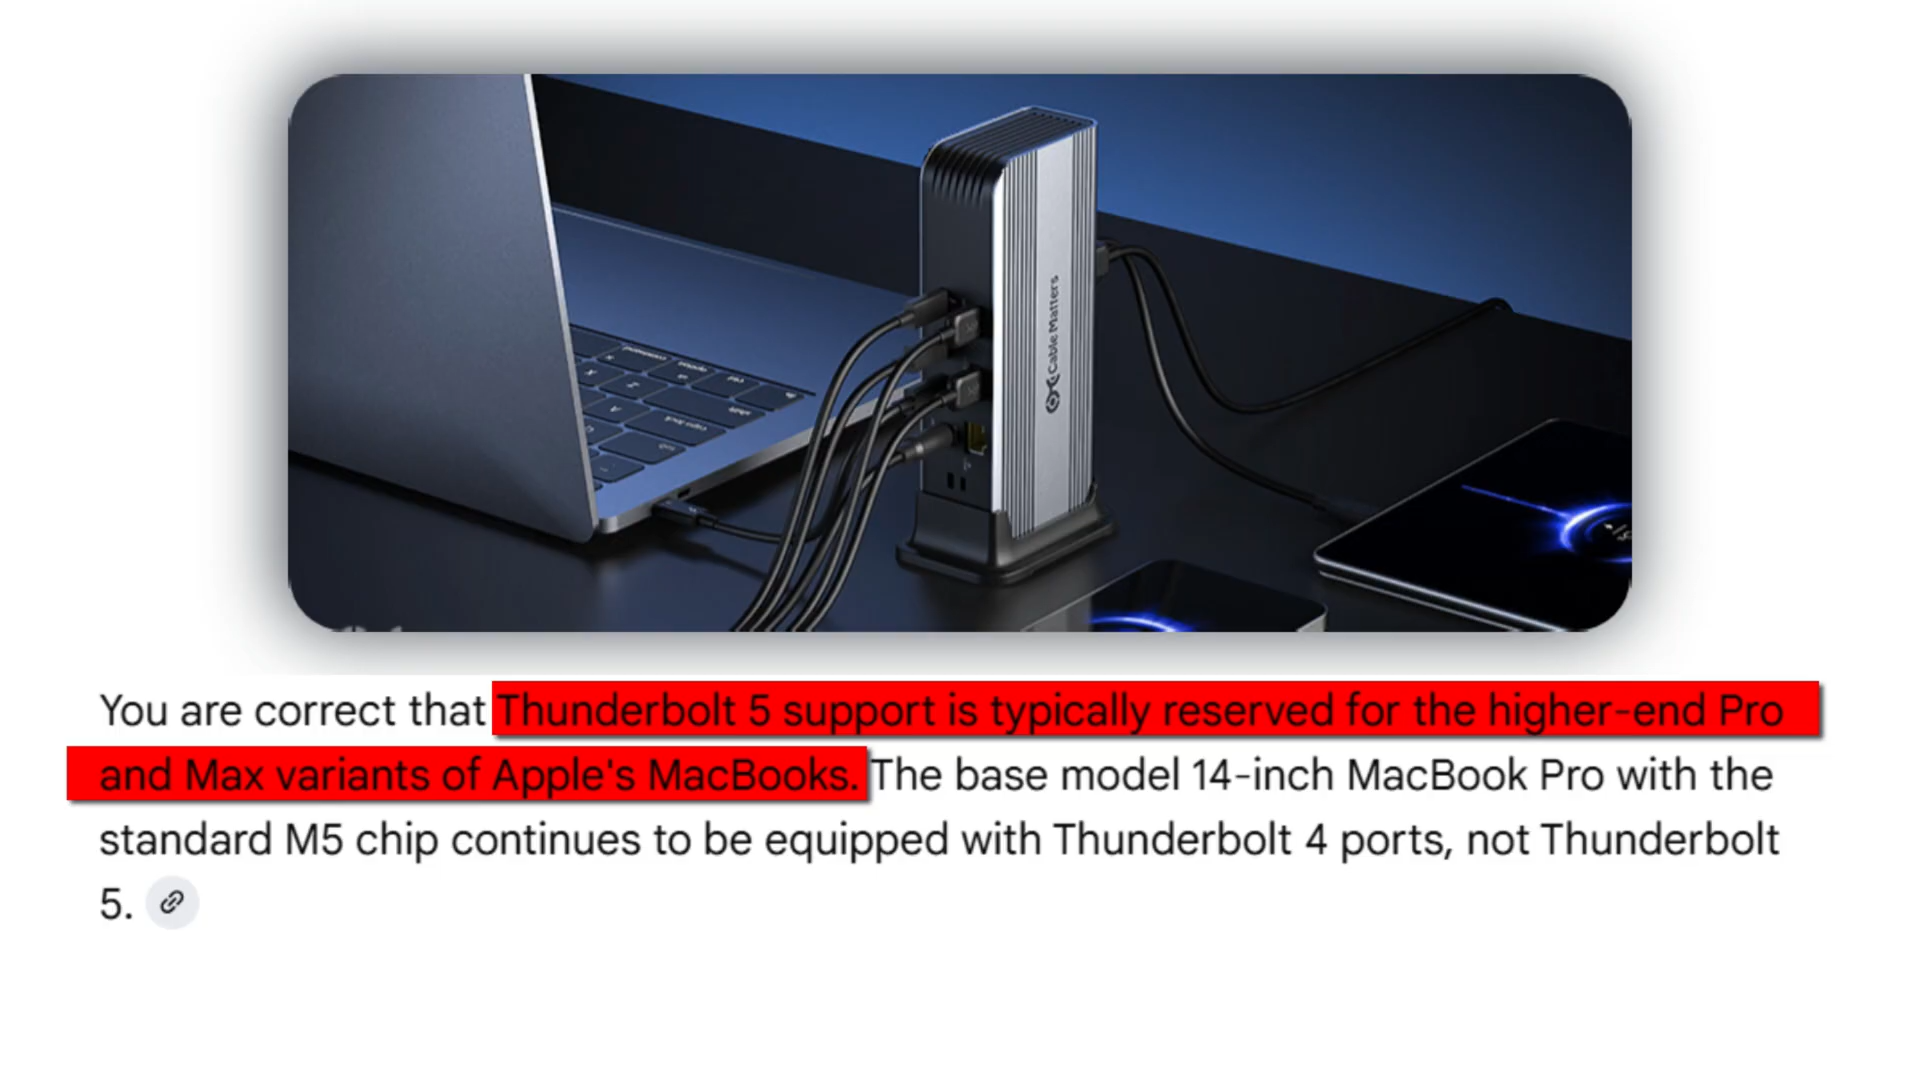 Cable Matters
You are correct that Thunderbolt 5 support is typically reserved for the higher-end Pro
and Max variants of Apple's MacBooks. The base model 14-inch MacBook Pro with the
standard M5 chip continues to be equipped with Thunderbolt 4 ports, not Thunderbolt
5.